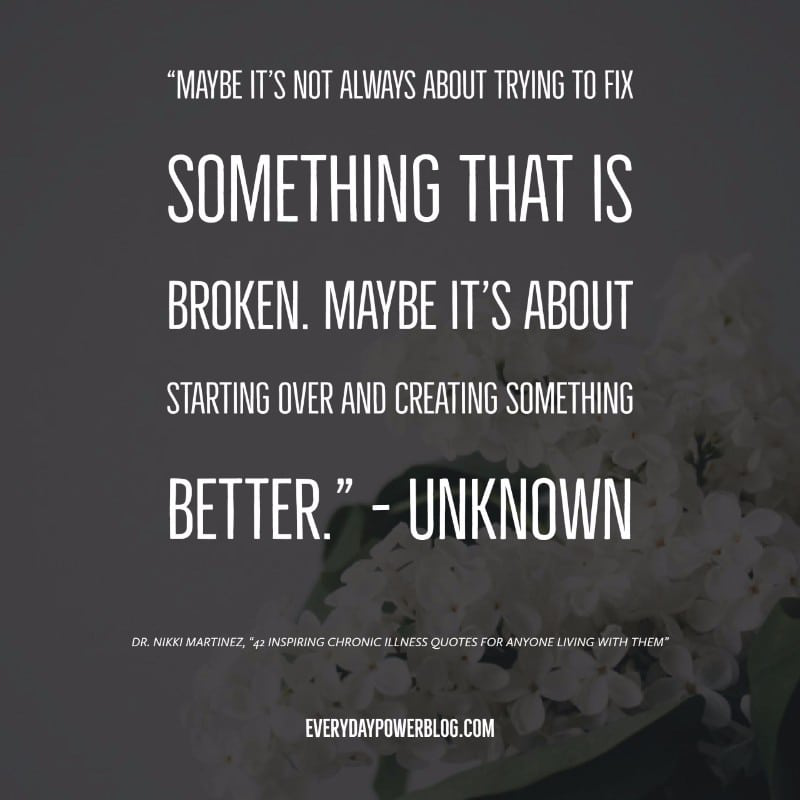 “MAYBE IT’S NOT ALWAYS ABOUT TRYING TO FIX
SOMETHING THAT IS
BROKEN. MAYBE IT’S ABOUT
STARTING OVER AND CREATING SOMETHING
BETTER.” - UNKNOWN
DR. NIKKI MARTINEZ, “42 INSPIRING CHRONIC ILLNESS QUOTES FOR ANYONE LIVING WITH THEM”
EVERYDAYPOWERBLOG.COM